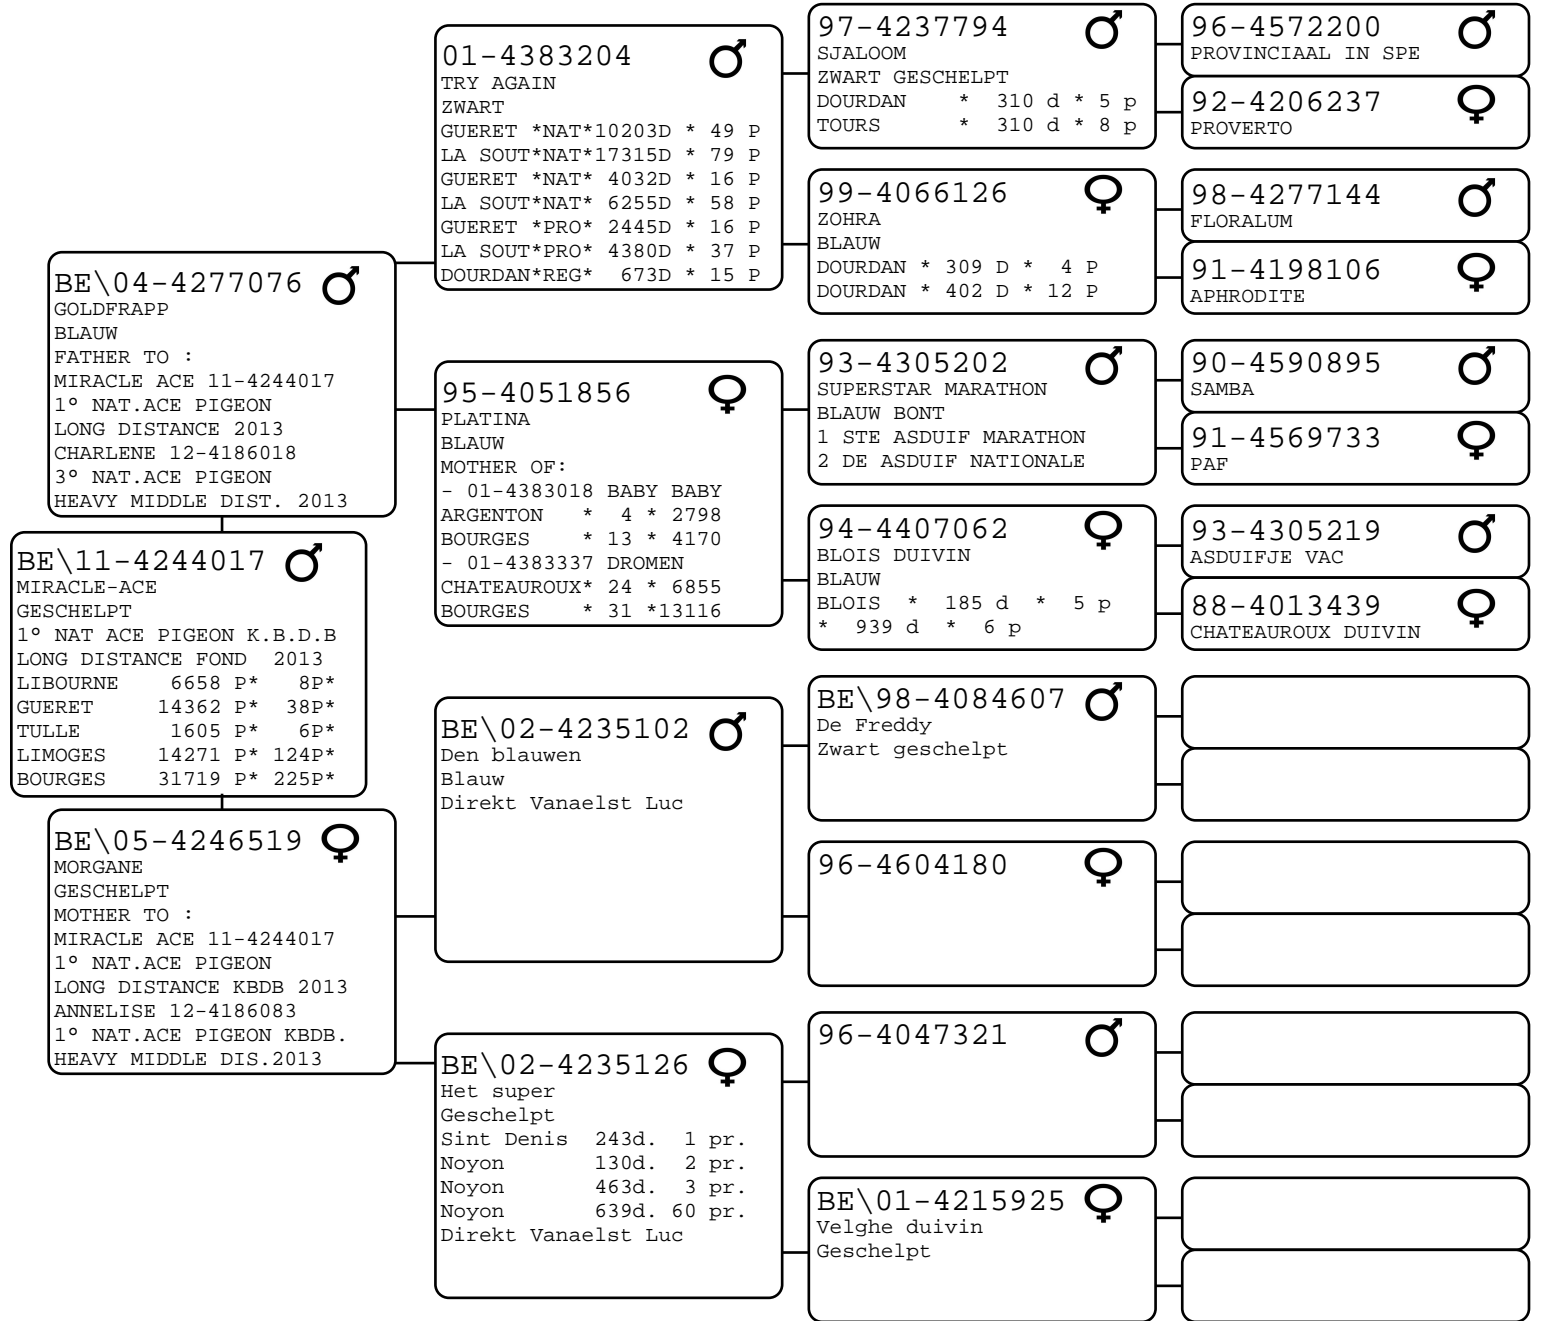 BE\11-4244017
MIRACLE-ACE
GESCHELPT
1° NAT ACE PIGEON K.B.D.B
LONG DISTANCE FOND 2013
LIBOURNE 6658 P* 8P*
GUERET 14362 P* 38P*
TULLE 1605 P* 6P*
LIMOGES 14271 P* 124P*
BOURGES 31719 P* 225P*
BE\04-4277076
GOLDFRAPP
BLAUW
FATHER TO :
MIRACLE ACE 11-4244017
1° NAT.ACE PIGEON
LONG DISTANCE 2013
CHARLENE 12-4186018
3° NAT.ACE PIGEON
HEAVY MIDDLE DIST. 2013
BE\05-4246519
MORGANE
GESCHELPT
MOTHER TO :
MIRACLE ACE 11-4244017
1° NAT.ACE PIGEON
LONG DISTANCE KBDB 2013
ANNELISE 12-4186083
1° NAT.ACE PIGEON KBDB.
HEAVY MIDDLE DIS.2013
01-4383204
TRY AGAIN
ZWART
GUERET *NAT*10203D * 49 P
LA SOUT*NAT*17315D * 79 P
GUERET *NAT* 4032D * 16 P
LA SOUT*NAT* 6255D * 58 P
GUERET *PRO* 2445D * 16 P
LA SOUT*PRO* 4380D * 37 P
DOURDAN*REG* 673D * 15 P
95-4051856
PLATINA
BLAUW
MOTHER OF:
- 01-4383018 BABY BABY
ARGENTON * 4 * 2798
BOURGES * 13 * 4170
- 01-4383337 DROMEN
CHATEAUROUX* 24 * 6855
BOURGES * 31 *13116
BE\02-4235102
Den blauwen
Blauw
Direkt Vanaelst Luc
BE\02-4235126
Het super
Geschelpt
Sint Denis 243d. 1 pr.
Noyon 130d. 2 pr.
Noyon 463d. 3 pr.
Noyon 639d. 60 pr.
Direkt Vanaelst Luc
97-4237794
SJALOOM
ZWART GESCHELPT
DOURDAN * 310 d * 5 p
TOURS * 310 d * 8 p
99-4066126
ZOHRA
BLAUW
DOURDAN * 309 D * 4 P
DOURDAN * 402 D * 12 P
93-4305202
SUPERSTAR MARATHON
BLAUW BONT
1 STE ASDUIF MARATHON
2 DE ASDUIF NATIONALE
94-4407062
BLOIS DUIVIN
BLAUW
BLOIS * 185 d * 5 p
* 939 d * 6 p
BE\98-4084607
De Freddy
Zwart geschelpt
96-4604180
96-4047321
BE\01-4215925
Velghe duivin
Geschelpt
96-4572200
PROVINCIAAL IN SPE
92-4206237
PROVERTO
98-4277144
FLORALUM
91-4198106
APHRODITE
90-4590895
SAMBA
91-4569733
PAF
93-4305219
ASDUIFJE VAC
88-4013439
CHATEAUROUX DUIVIN